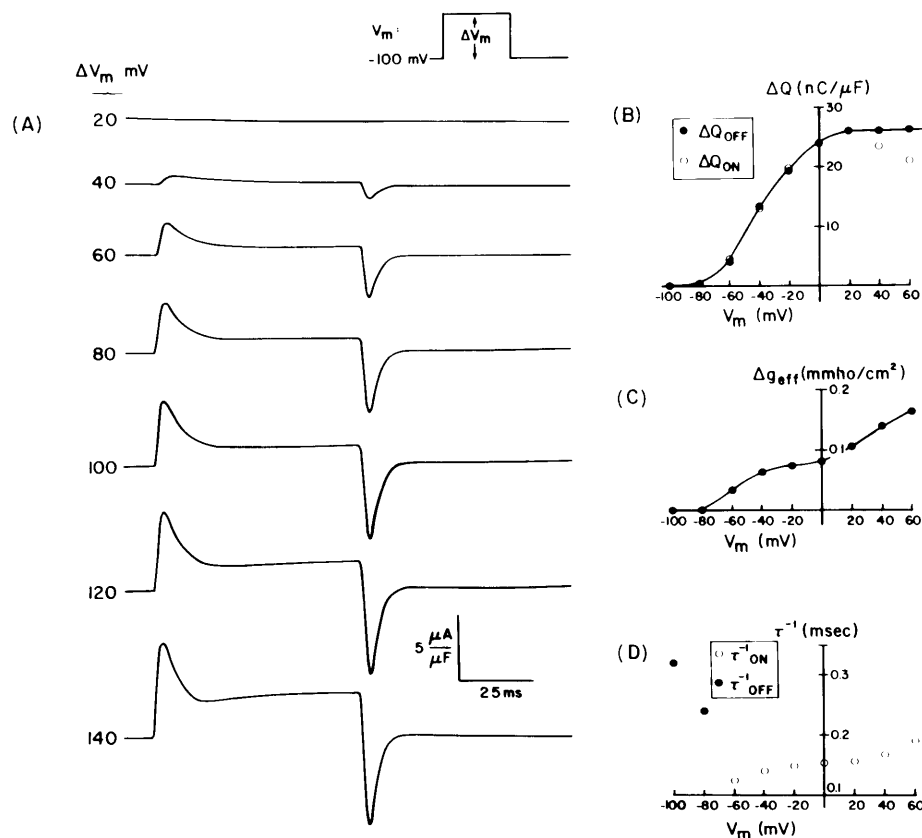 Vm:
ΔVm
-100 mV
ΔVm mV
(A)
20
40
60
80
100
120
140
5 μA/μF
25ms
(B)
ΔQ (nC/μF)
ΔQOFF
ΔQON
30
20
10
-100 -80 -60 -40 -20 0 20 40 60
Vm (mV)
(C)
Δgeff(mmho/cm²)
0.2
0.1
-100 -80 -60 -40 -20 0 20 40 60
Vm (mV)
(D)
τ⁻¹ (msec)
τ⁻¹ON
τ⁻¹OFF
0.3
0.2
0.1
-100 -80 -60 -40 -20 0 20 40 60
Vm (mV)